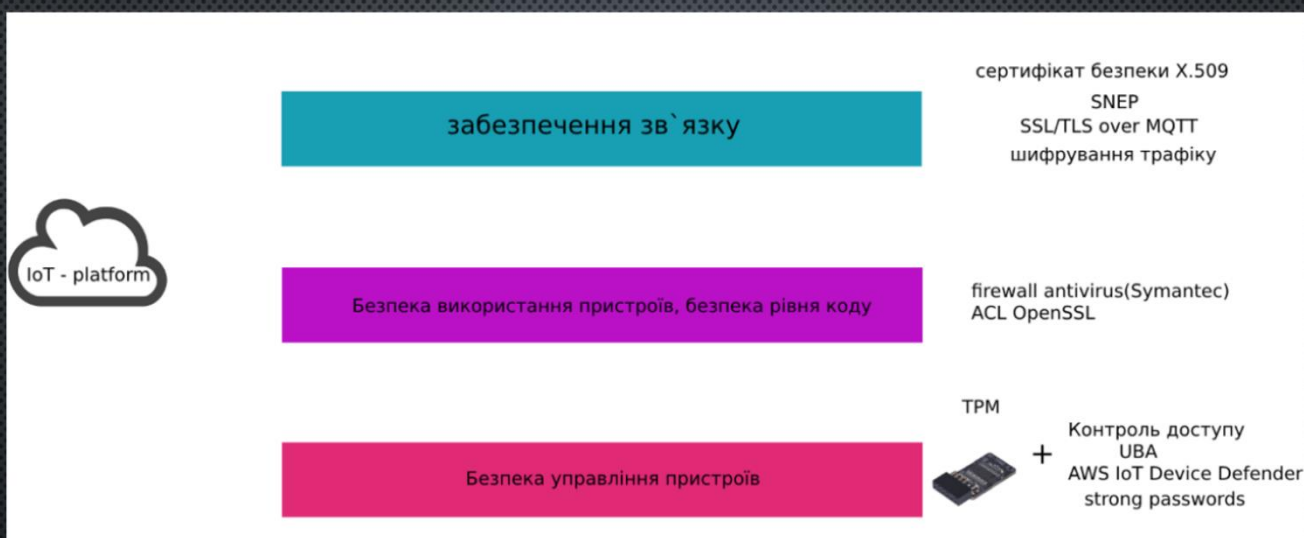 сертифікат безпеки X.509
SNEP
SSL/TLS over MQTT
шифрування трафіку
забезпечення зв`язку
IoT - platform
Безпека використання пристроїв, безпека рівня коду
firewall antivirus(Symantec)
ACL OpenSSL
TPM
Безпека управління пристроїв
+
Контроль доступу
UBA
AWS IoT Device Defender
strong passwords